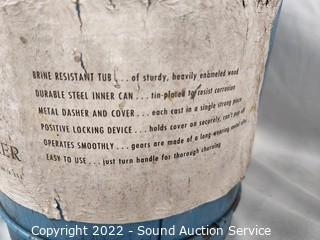 BRINE RESISTANT TUB . . . of sturdy, heavily enameled wood
DURABLE STEEL INNER CAN . . . tin-plated to resist corrosion
METAL DASHER AND COVER . . . each cast in a single strong piece
POSITIVE LOCKING DEVICE . . . holds cover on securely, can't
OPERATES SMOOTHLY . . . gears are made of a long-wearing metal
EASY TO USE . . . just turn handle for thorough churning
ER
Copyright 2022 - Sound Auction Service